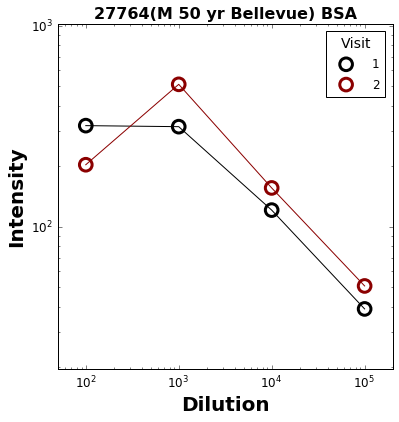 27764(M 50 yr Bellevue) BSA
10³
Visit
1
2
10²
Intensity
10² 10³ 10⁴ 10⁵
Dilution